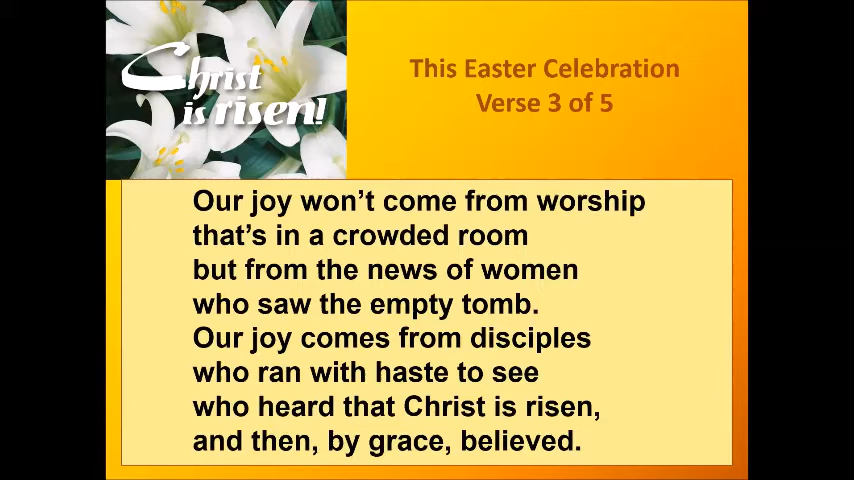 Christ
is risen!
This Easter Celebration
Verse 3 of 5
Our joy won’t come from worship
that’s in a crowded room
but from the news of women
who saw the empty tomb.
Our joy comes from disciples
who ran with haste to see
who heard that Christ is risen,
and then, by grace, believed.